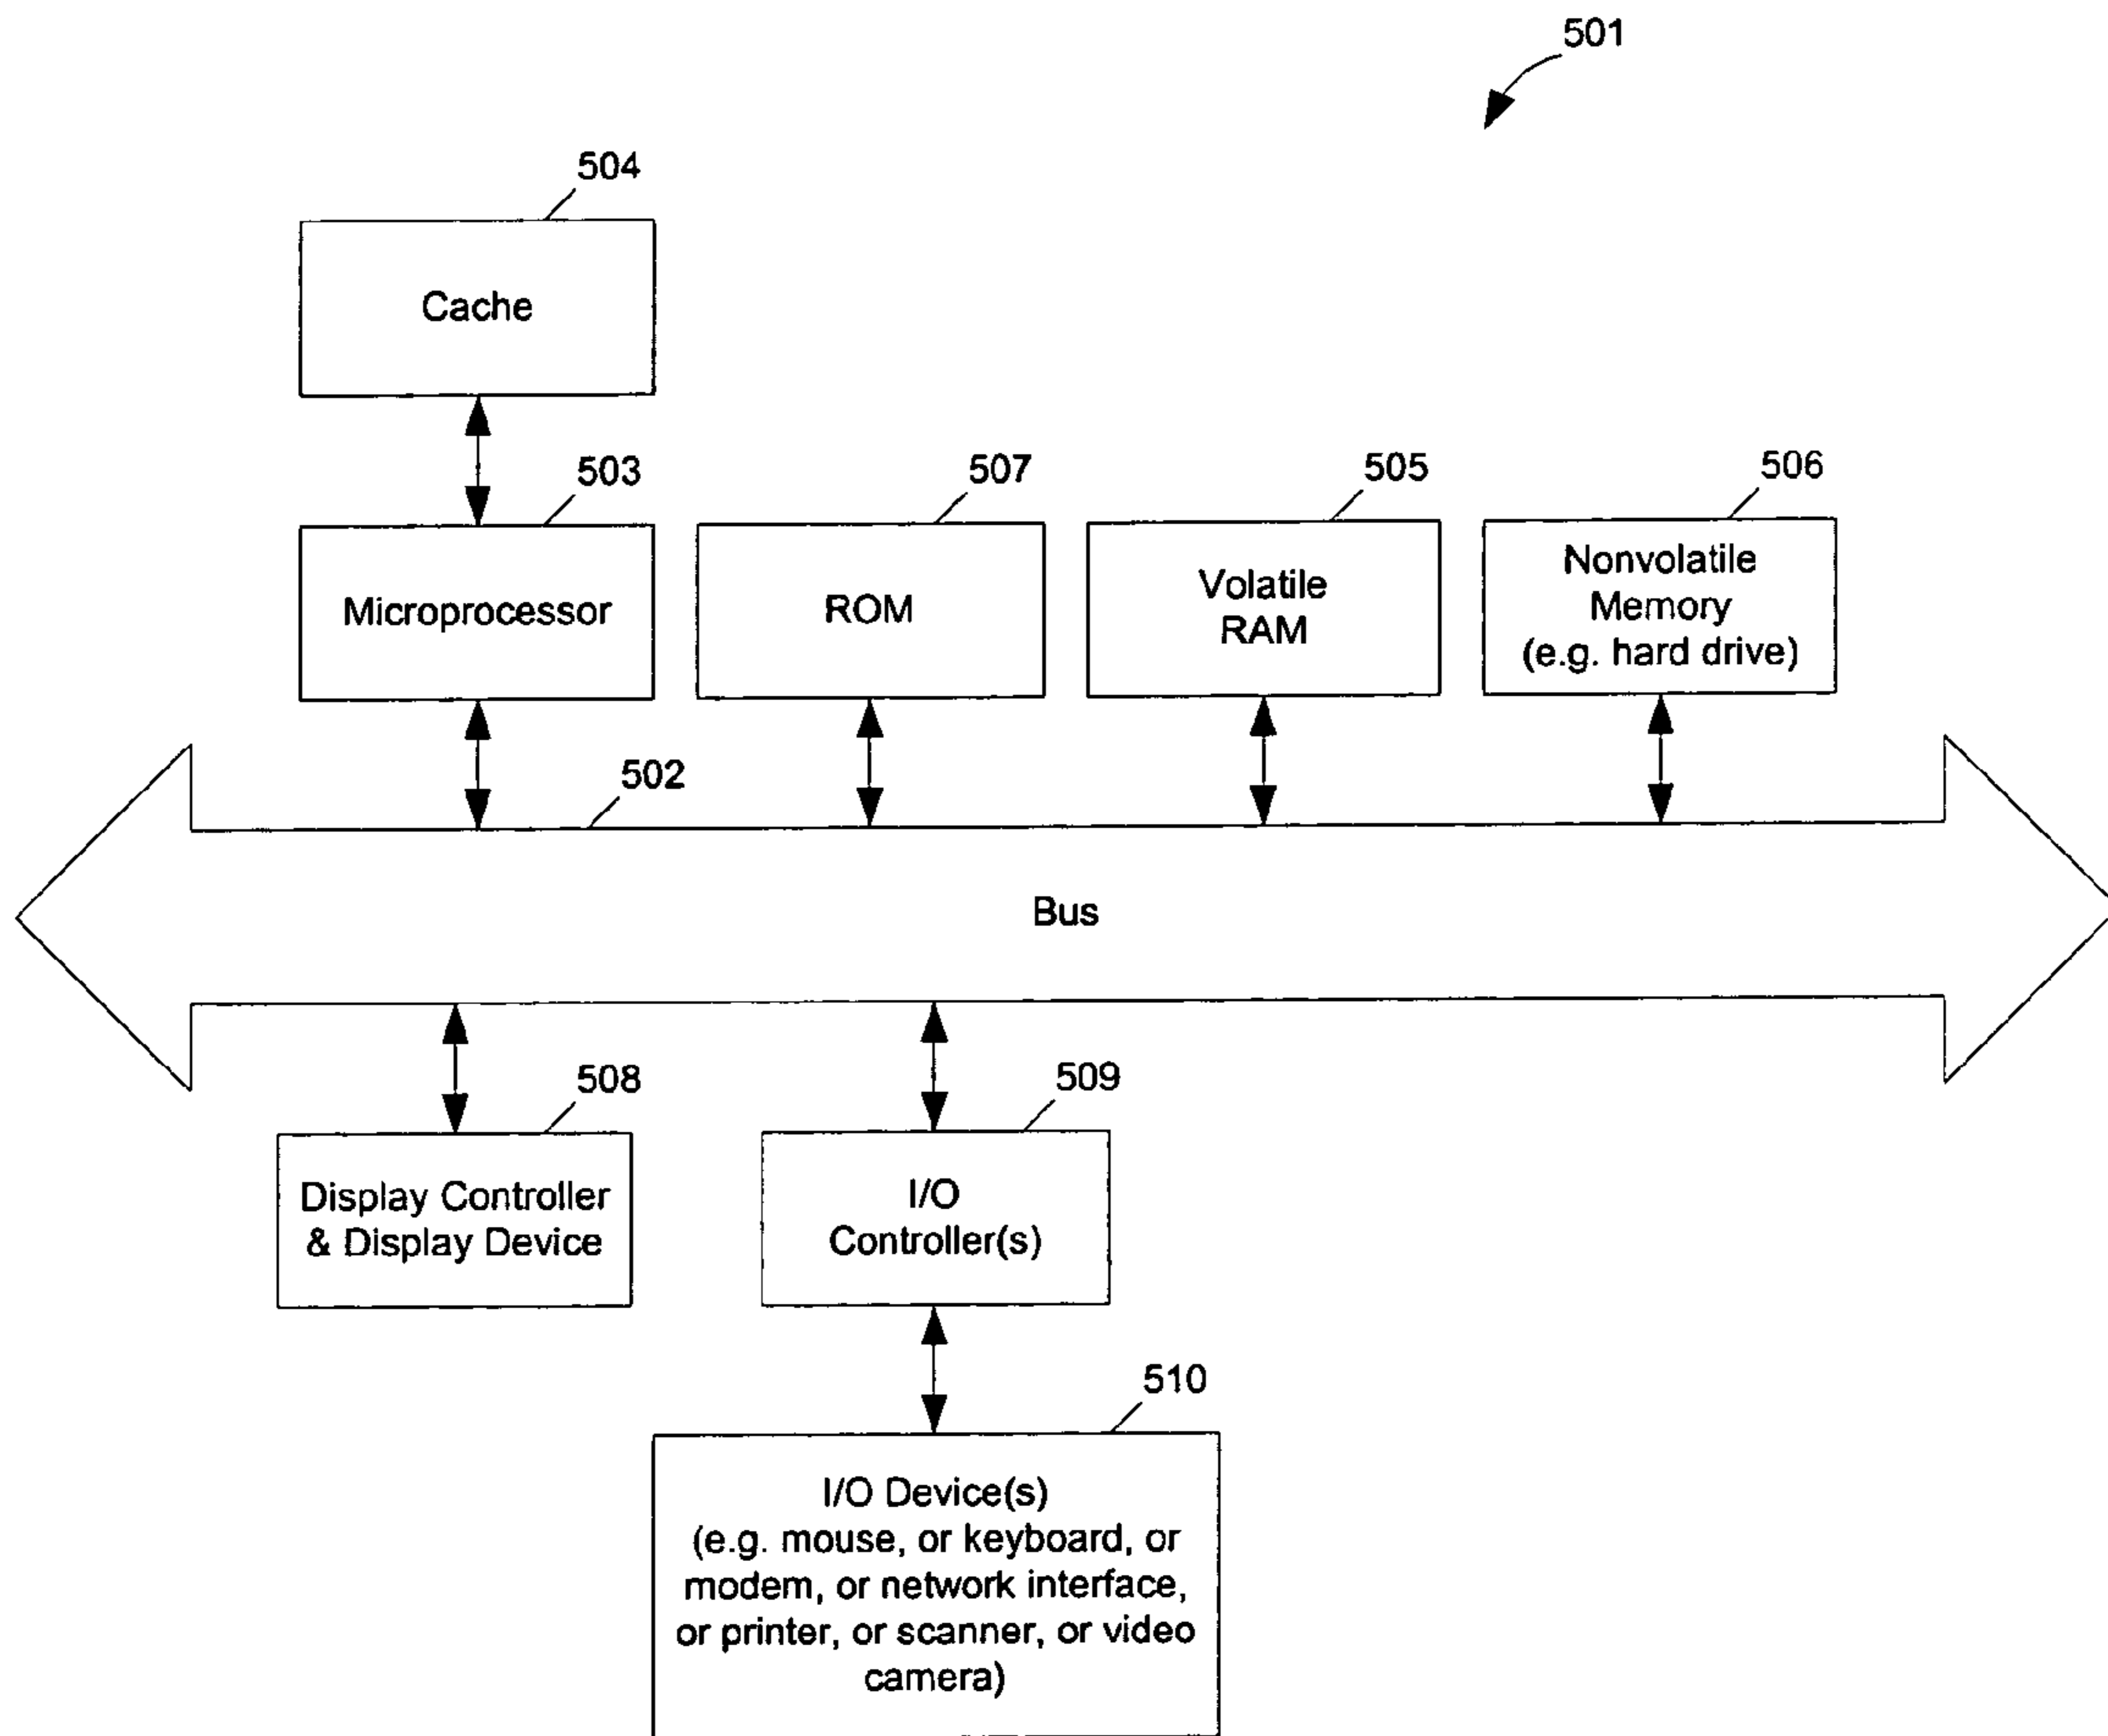 501
504
Cache
503
507
505
506
Microprocessor
ROM
Volatile
RAM
Nonvolatile
Memory
(e.g. hard drive)
502
Bus
508
509
Display Controller
& Display Device
I/O
Controller(s)
510
I/O Device(s)
(e.g. mouse, or keyboard, or
modem, or network interface,
or printer, or scanner, or video
camera)